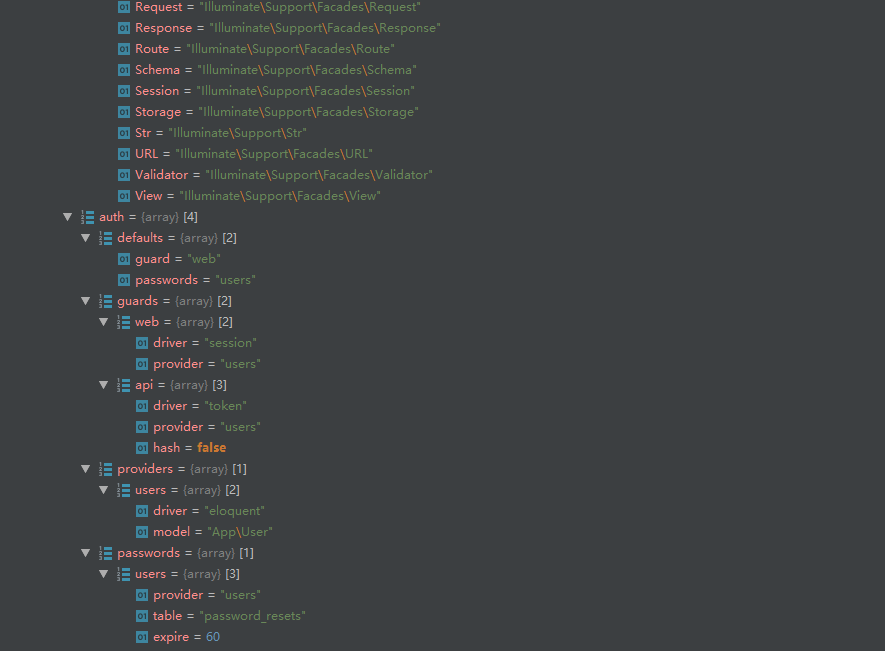 Request = "Illuminate\Support\Facades\Request"
Response = "Illuminate\Support\Facades\Response"
Route = "Illuminate\Support\Facades\Route"
Schema = "Illuminate\Support\Facades\Schema"
Session = "Illuminate\Support\Facades\Session"
Storage = "Illuminate\Support\Facades\Storage"
Str = "Illuminate\Support\Str"
URL = "Illuminate\Support\Facades\URL"
Validator = "Illuminate\Support\Facades\Validator"
View = "Illuminate\Support\Facades\View"
auth = {array} [4]
defaults = {array} [2]
guard = "web"
passwords = "users"
guards = {array} [2]
web = {array} [2]
driver = "session"
provider = "users"
api = {array} [3]
driver = "token"
provider = "users"
hash = false
providers = {array} [1]
users = {array} [2]
driver = "eloquent"
model = "App\User"
passwords = {array} [1]
users = {array} [3]
provider = "users"
table = "password_resets"
expire = 60